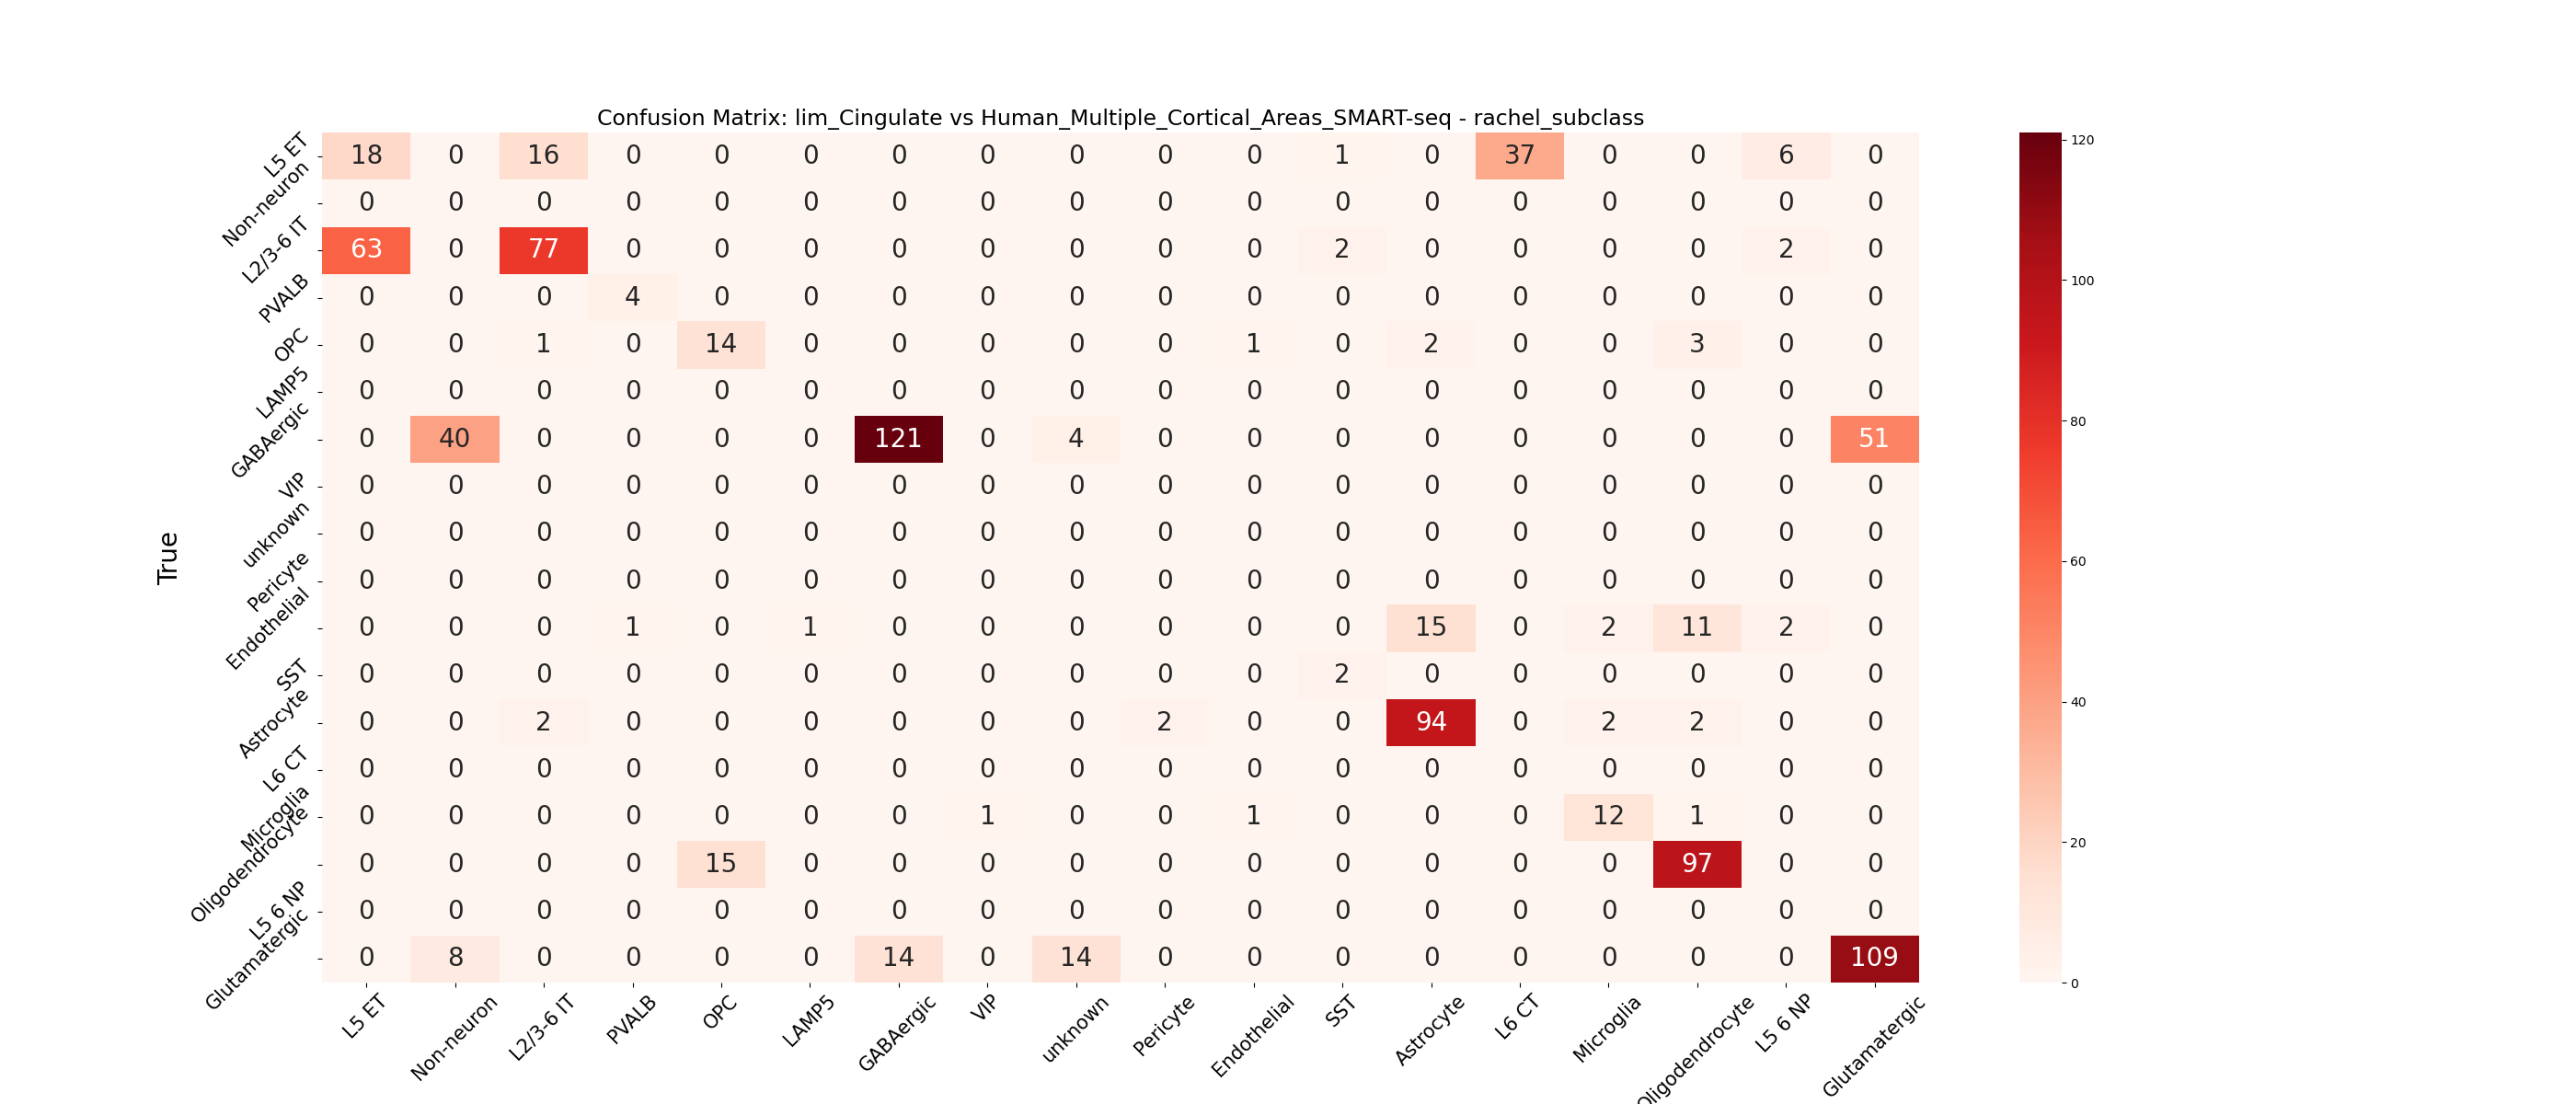 Confusion Matrix: lim_Cingulate vs Human_Multiple_Cortical_Areas_SMART-seq - rachel_subclass
True
L5 ET 18 0 16 0 0 0 0 0 0 0 0 1 0 37 0 0 6 0
Non-neuron 0 0 0 0 0 0 0 0 0 0 0 0 0 0 0 0 0 0
L2/3-6 IT 63 0 77 0 0 0 0 0 0 0 0 2 0 0 0 0 2 0
PVALB 0 0 0 4 0 0 0 0 0 0 0 0 0 0 0 0 0 0
OPC 0 0 1 0 14 0 0 0 0 0 1 0 2 0 0 3 0 0
LAMP5 0 0 0 0 0 0 0 0 0 0 0 0 0 0 0 0 0 0
GABAergic 0 40 0 0 0 0 121 0 4 0 0 0 0 0 0 0 0 51
VIP 0 0 0 0 0 0 0 0 0 0 0 0 0 0 0 0 0 0
unknown 0 0 0 0 0 0 0 0 0 0 0 0 0 0 0 0 0 0
Pericyte 0 0 0 0 0 0 0 0 0 0 0 0 0 0 0 0 0 0
Endothelial 0 0 0 1 0 1 0 0 0 0 0 0 15 0 2 11 2 0
SST 0 0 0 0 0 0 0 0 0 0 0 2 0 0 0 0 0 0
Astrocyte 0 0 2 0 0 0 0 0 0 2 0 0 94 0 2 2 0 0
L6 CT 0 0 0 0 0 0 0 0 0 0 0 0 0 0 0 0 0 0
Microglia 0 0 0 0 0 0 0 1 0 0 1 0 0 0 12 1 0 0
Oligodendrocyte 0 0 0 0 15 0 0 0 0 0 0 0 0 0 0 97 0 0
L5 6 NP 0 0 0 0 0 0 0 0 0 0 0 0 0 0 0 0 0 0
Glutamatergic 0 8 0 0 0 0 14 0 14 0 0 0 0 0 0 0 0 109
L5 ET Non-neuron L2/3-6 IT PVALB OPC LAMP5 GABAergic VIP unknown Pericyte Endothelial SST Astrocyte L6 CT Microglia Oligodendrocyte L5 6 NP Glutamatergic
120
100
80
60
40
20
0